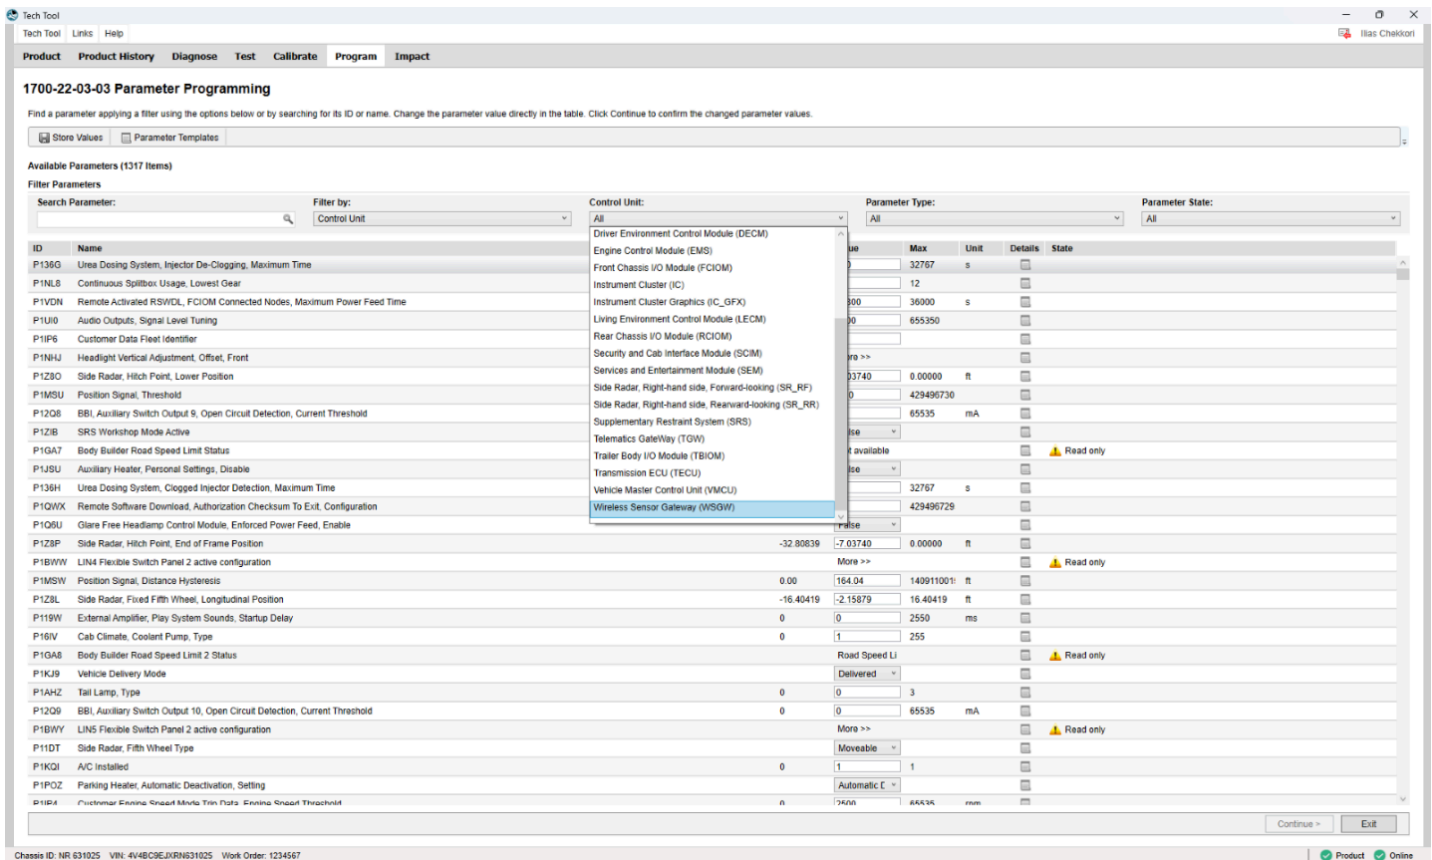 Tech Tool
Tech Tool Links Help Ilias Chekkori
Product Product History Diagnose Test Calibrate Program Impact
1700-22-03-03 Parameter Programming
Find a parameter applying a filter using the options below or by searching for its ID or name. Change the parameter value directly in the table. Click Continue to confirm the changed parameter values.
Store Values Parameter Templates
Available Parameters (1317 Items)
Filter Parameters
Search Parameter: Filter by: Control Unit: Parameter Type: Parameter State:
Control Unit All All All
Driver Environment Control Module (DECM)
Engine Control Module (EMS)
Front Chassis I/O Module (FCIOM)
Instrument Cluster (IC)
Instrument Cluster Graphics (IC_GFX)
Living Environment Control Module (LECM)
Rear Chassis I/O Module (RCIOM)
Security and Cab Interface Module (SCIM)
Services and Entertainment Module (SEM)
Side Radar, Right-hand side, Forward-looking (SR_RF)
Side Radar, Right-hand side, Rearward-looking (SR_RR)
Supplementary Restraint System (SRS)
Telematics GateWay (TGW)
Trailer Body I/O Module (TBIOM)
Transmission ECU (TECU)
Vehicle Master Control Unit (VMCU)
Wireless Sensor Gateway (WSGW)
ID Name Max Unit Details State
P136G Urea Dosing System, Injector De-Clogging, Maximum Time 32767 s
P1NL8 Continuous Splitbox Usage, Lowest Gear 12
P1VDN Remote Activated RSWDL, FCIOM Connected Nodes, Maximum Power Feed Time 36000 s
P1UI0 Audio Outputs, Signal Level Tuning 655350
P1IP6 Customer Data Fleet Identifier
P1NHJ Headlight Vertical Adjustment, Offset, Front
P1Z8O Side Radar, Hitch Point, Lower Position 0.00000 ft
P1MSU Position Signal, Threshold 429496730
P12Q8 BBI, Auxiliary Switch Output 9, Open Circuit Detection, Current Threshold 65535 mA
P1ZIB SRS Workshop Mode Active
P1GA7 Body Builder Road Speed Limit Status available Read only
P1JSU Auxiliary Heater, Personal Settings, Disable
P136H Urea Dosing System, Clogged Injector Detection, Maximum Time 32767 s
P1QWX Remote Software Download, Authorization Checksum To Exit, Configuration 429496729
P1Q6U Glare Free Headlamp Control Module, Enforced Power Feed, Enable False
P1Z8P Side Radar, Hitch Point, End of Frame Position -32.80839 -7.03740 0.00000 ft
P1BWW LIN4 Flexible Switch Panel 2 active configuration More >> Read only
P1MSW Position Signal, Distance Hysteresis 0.00 164.04 ft
P1Z8L Side Radar, Fixed Fifth Wheel, Longitudinal Position -16.40419 -2.15879 16.40419 ft
P119W External Amplifier, Play System Sounds, Startup Delay 0 0 2550 ms
P16IV Cab Climate, Coolant Pump, Type 0 1 255
P1GA8 Body Builder Road Speed Limit 2 Status Road Speed Li Read only
P1KJ9 Vehicle Delivery Mode Delivered
P1AHZ Tail Lamp, Type 0 0 3
P12Q9 BBI, Auxiliary Switch Output 10, Open Circuit Detection, Current Threshold 0 0 65535 mA
P1BWY LIN5 Flexible Switch Panel 2 active configuration More >> Read only
P11DT Side Radar, Fifth Wheel Type Moveable
P1KQI A/C Installed 0 1 1
P1POZ Parking Heater, Automatic Deactivation, Setting Automatic D
P1IP4 Customer Engine Speed Mode Trip Data, Engine Speed Threshold 0 2500 65535 rpm
Continue > Exit
Chassis ID: NR 631025 VIN: 4V4BC9EJXRN631025 Work Order: 1234567 Product Online